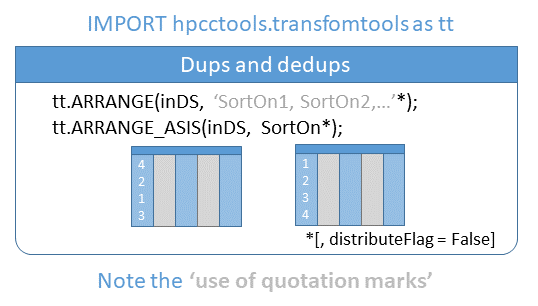 IMPORT hpcctools.transfomtools as tt
Dups and dedups
tt.ARRANGE(inDS, ‘SortOn1, SortOn2,…’*);
tt.ARRANGE_ASIS(inDS, SortOn*);
4
2
1
3
1
2
3
4
*[, distributeFlag = False]
Note the ‘use of quotation marks’